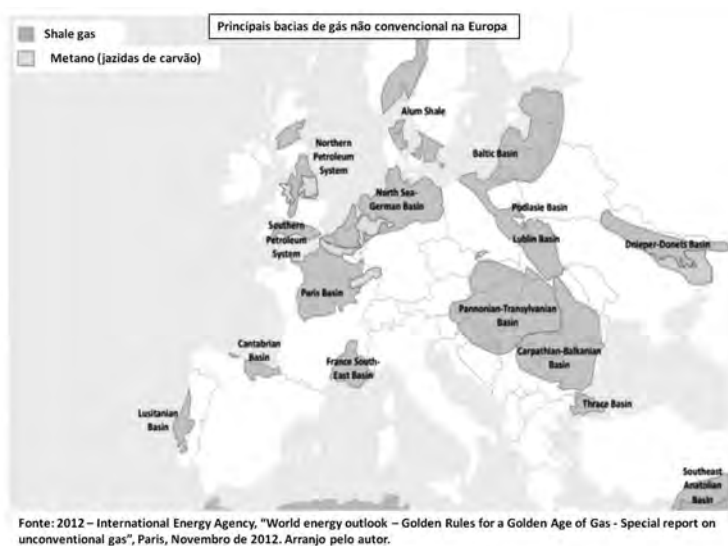 Principais bacias de gás não convencional na Europa
Shale gas
Metano (jazidas de carvão)
Alum Shale
Northern
Petroleum
System
Baltic Basin
North Sea-
German Basin
Podlasie Basin
Southern
Petroleum
System
Lublin Basin
Dnieper-Donets Basin
Paris Basin
Pannonian-Transylvanian
Basin
Cantabrian
Basin
France South-
East Basin
Carpathian-Balkanian
Basin
Lusitanian
Basin
Thrace Basin
Southeast
Anatolian
Basin
Fonte: 2012 – International Energy Agency, “World energy outlook – Golden Rules for a Golden Age of Gas - Special report on
unconventional gas”, Paris, Novembro de 2012. Arranjo pelo autor.